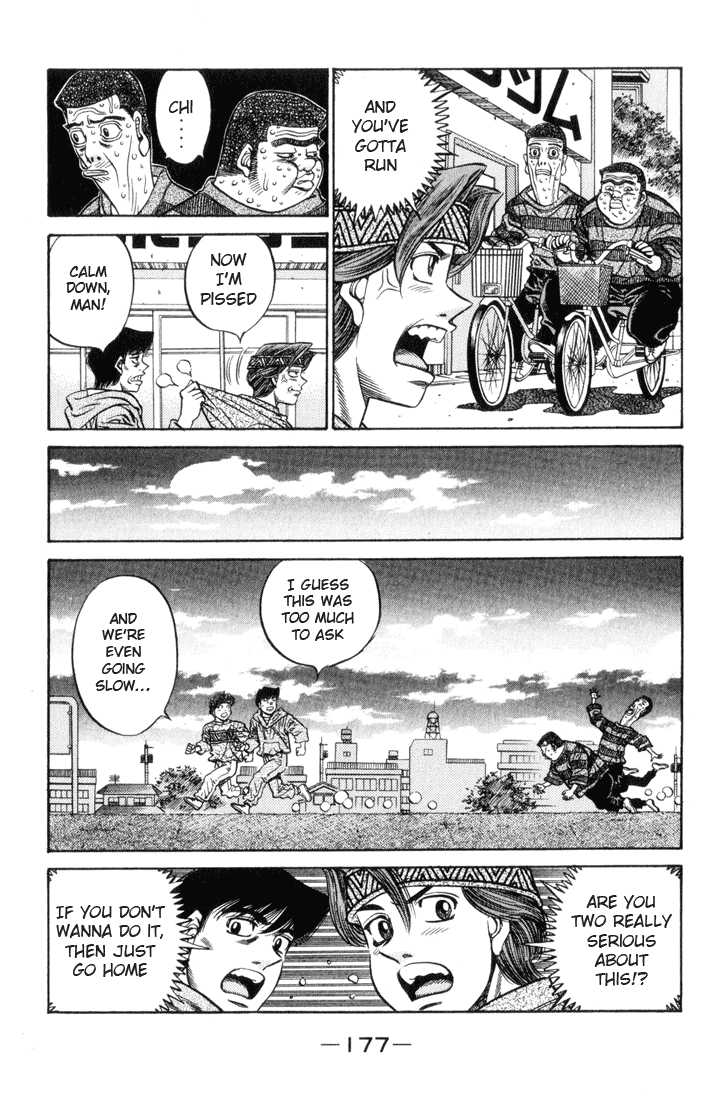 AND
YOU'VE
GOTTA
RUN
CHI
....
NOW
I'M
PISSED
CALM
DOWN,
MAN!
I GUESS
THIS WAS
TOO MUCH
TO ASK
AND
WE'RE
EVEN
GOING
SLOW...
ARE YOU
TWO REALLY
SERIOUS
ABOUT
THIS!?
IF YOU DON'T
WANNA DO IT,
THEN JUST
GO HOME
—177—